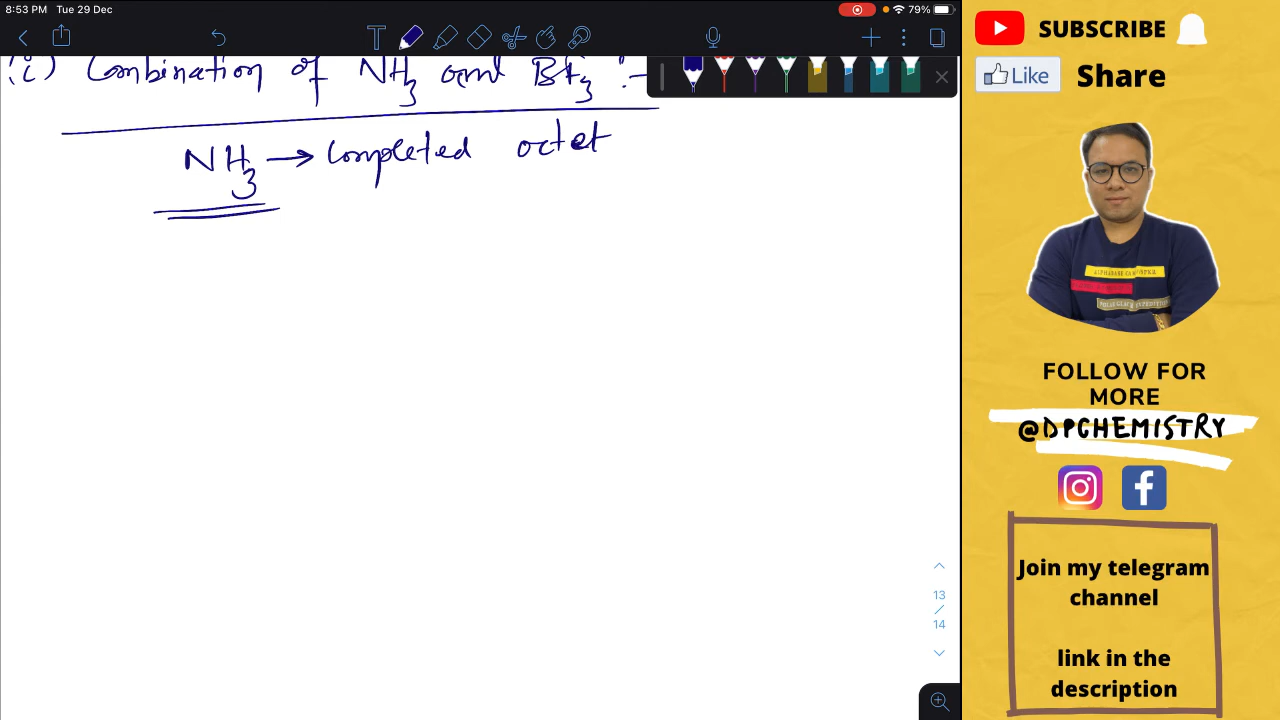 8:53 PM Tue 29 Dec
79%
(i) Combination of NH3 and BF3 :-
NH3 → Completed octet
13
/
14
SUBSCRIBE
Like
Share
FOLLOW FOR
MORE
@DPCHEMISTRY
Join my telegram
channel
link in the
description